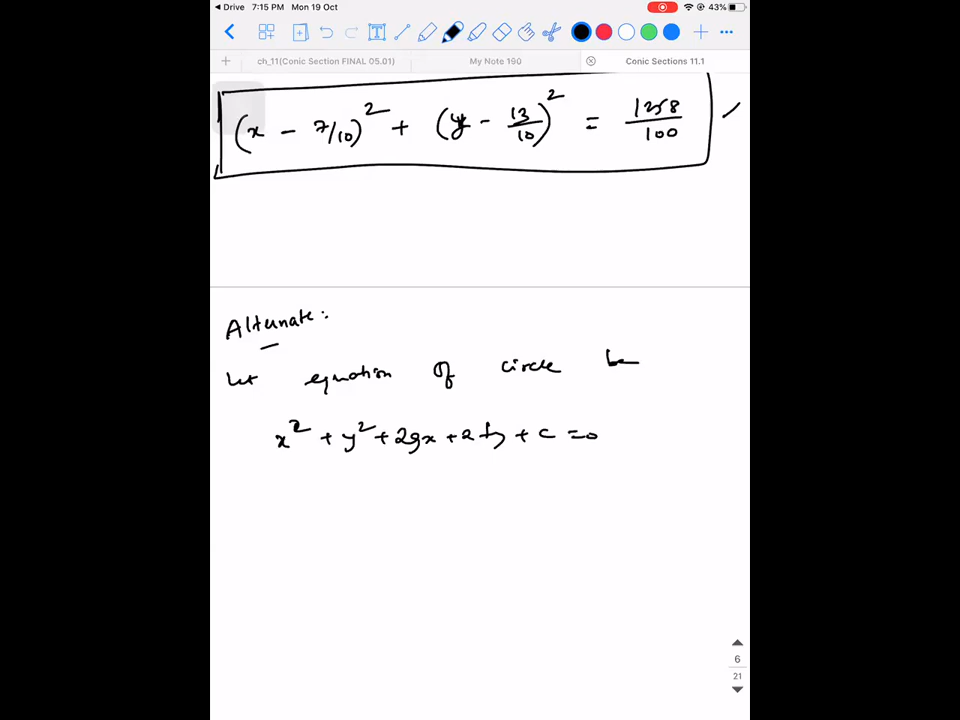 Drive 7:15 PM Mon 19 Oct 43%
ch_11(Conic Section FINAL 05.01) My Note 190 Conic Sections 11.1
(x - 7/10)² + (y - 13/10)² = 1258/100
Alternate:
Let equation of circle be
x² + y² + 2gx + 2fy + c = 0
6
21